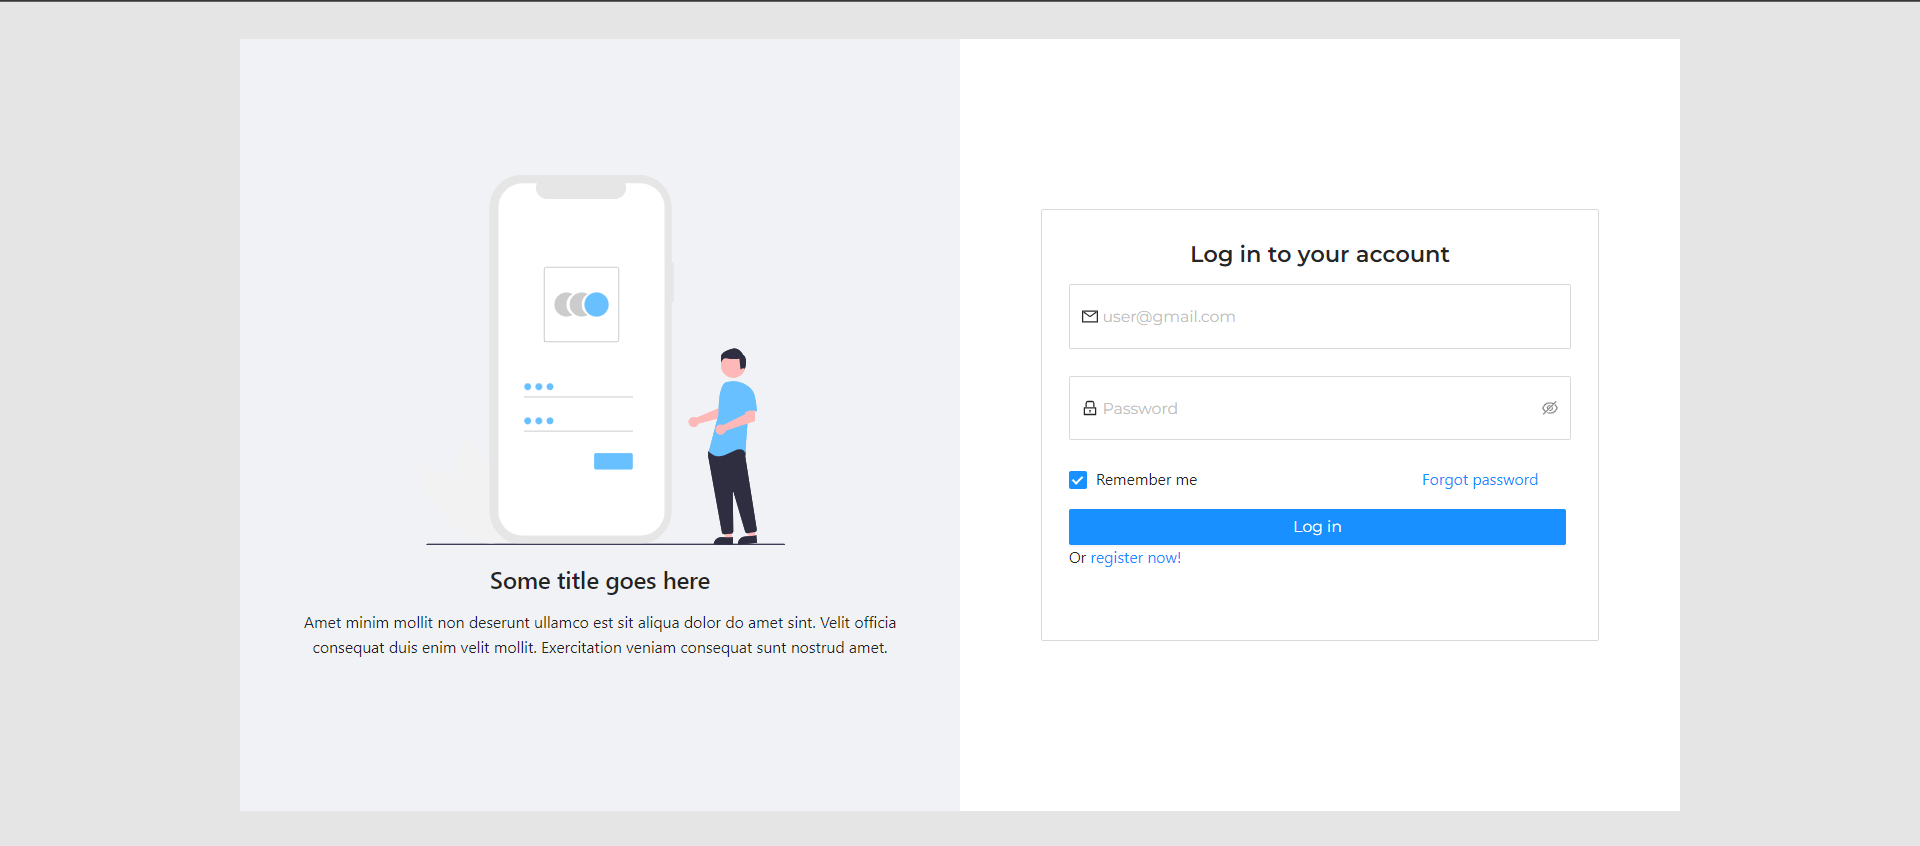 Some title goes here
Amet minim mollit non deserunt ullamco est sit aliqua dolor do amet sint. Velit officia
consequat duis enim velit mollit. Exercitation veniam consequat sunt nostrud amet.
Log in to your account
user@gmail.com
Password
Remember me
Forgot password
Log in
Or register now!